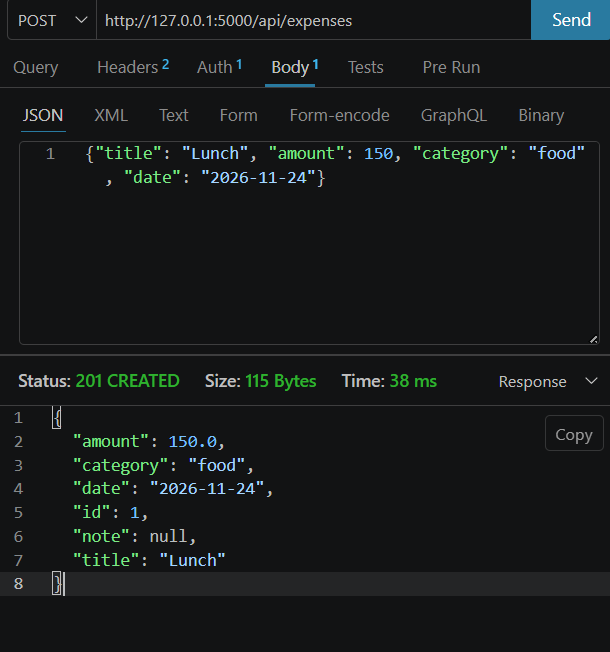 POST http://127.0.0.1:5000/api/expenses Send
Query Headers 2 Auth 1 Body 1 Tests Pre Run
JSON XML Text Form Form-encode GraphQL Binary
1 {"title": "Lunch", "amount": 150, "category": "food"
, "date": "2026-11-24"}
Status: 201 CREATED Size: 115 Bytes Time: 38 ms Response
1 {
Copy
2 "amount": 150.0,
3 "category": "food",
4 "date": "2026-11-24",
5 "id": 1,
6 "note": null,
7 "title": "Lunch"
8 }